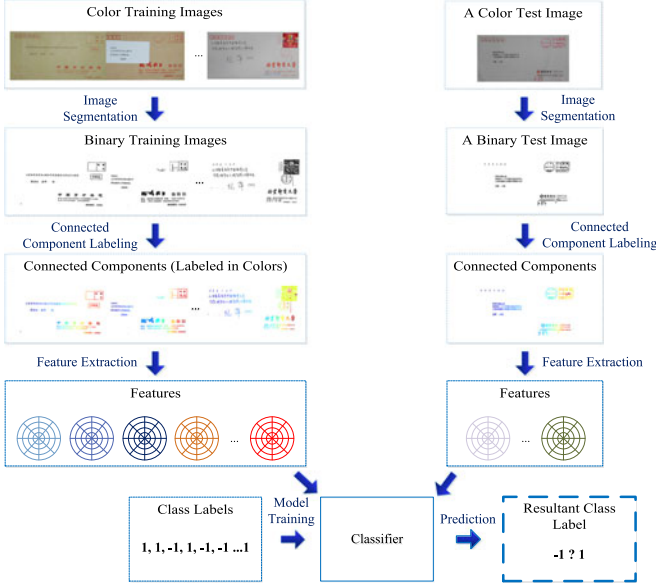 Color Training Images
A Color Test Image
...
Image
Segmentation
Image
Segmentation
Binary Training Images
A Binary Test Image
...
Connected
Component Labeling
Connected
Component Labeling
Connected Components (Labeled in Colors)
Connected Components
...
Feature Extraction
Feature Extraction
Features
Features
...
...
Class Labels
1, 1, -1, 1, -1, -1 ...1
Model
Training
Classifier
Prediction
Resultant Class
Label
-1 ? 1